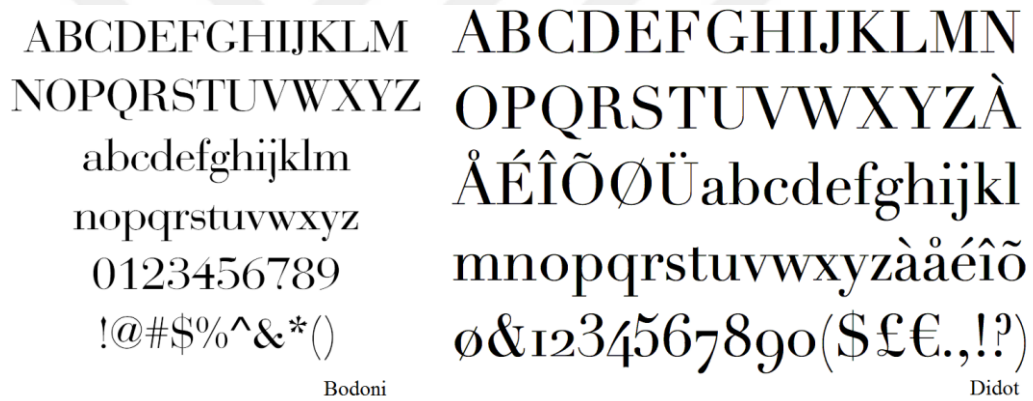 ABCDEFGHIJKLM
NOPQRSTUVWXYZ
abcdefghijklm
nopqrstuvwxyz
0123456789
!@#$%^&*()
Bodoni
ABCDEFGHIJKLMN
OPQRSTUVWXYZÀ
ÅÉÎÕØÜabcdefghijkl
mnopqrstuvwxyzàåéîõ
ø&1234567890($£€.,!?)
Didot